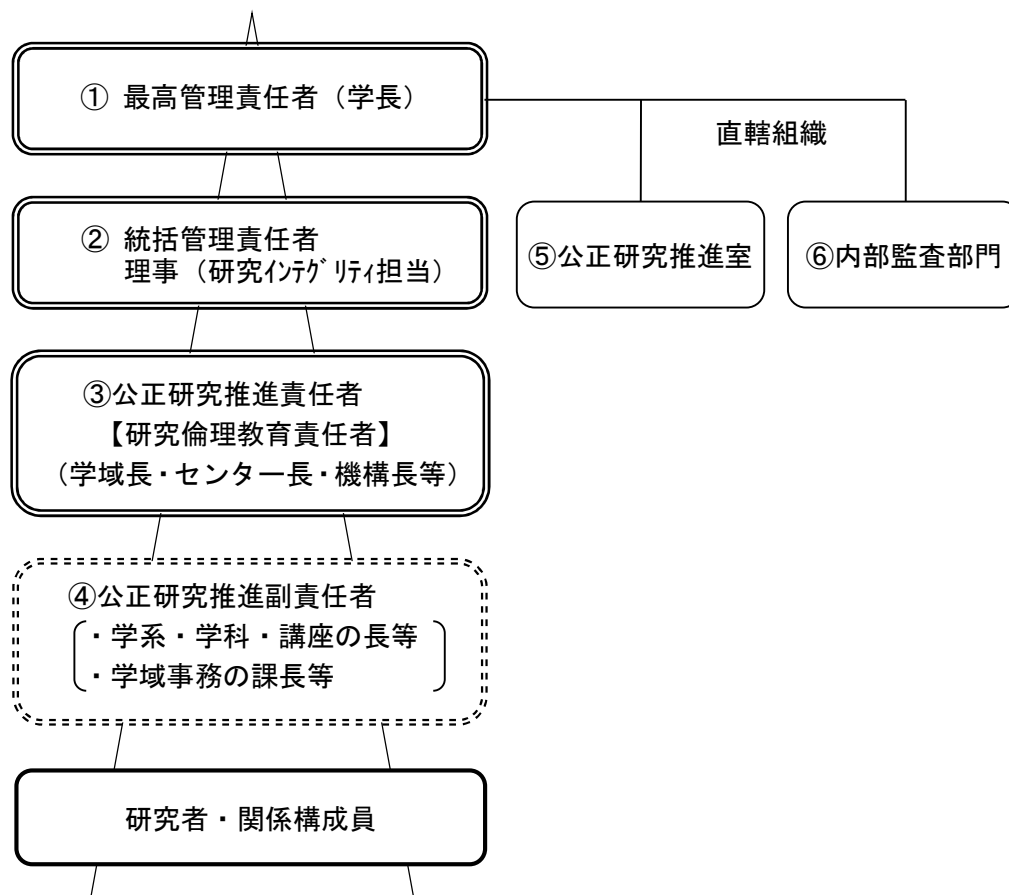 ① 最高管理責任者（学長）
直轄組織
② 統括管理責任者
理事（研究ｲﾝﾃｸﾞﾘﾃｨ担当）
⑤公正研究推進室
⑥内部監査部門
③公正研究推進責任者
【研究倫理教育責任者】
（学域長・センター長・機構長等）
④公正研究推進副責任者
・学系・学科・講座の長等
・学域事務の課長等
研究者・関係構成員